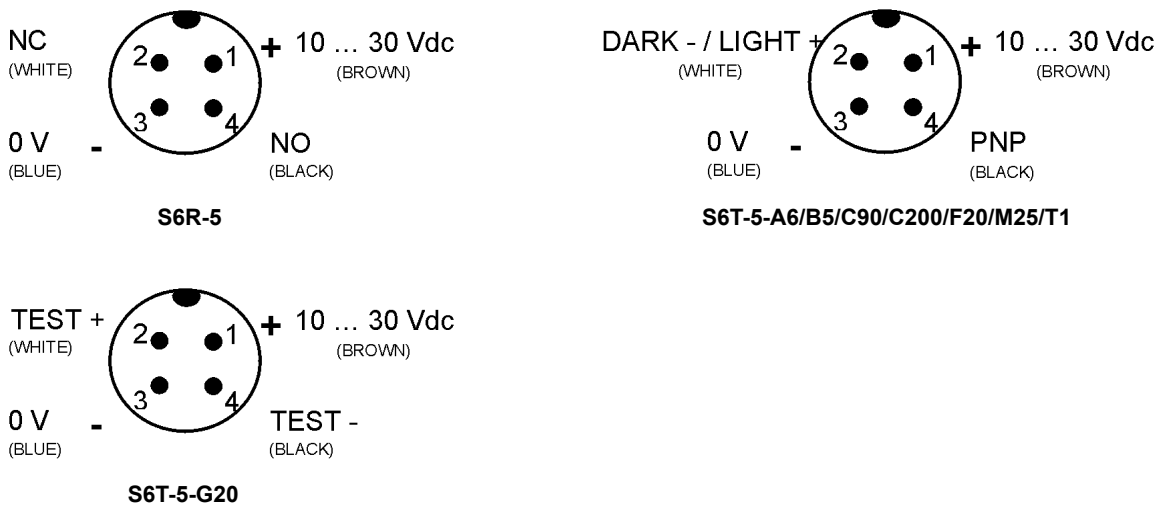 NC
(WHITE)
2
1
+ 10 ... 30 Vdc
(BROWN)
3
4
0 V -
(BLUE)
NO
(BLACK)
S6R-5
DARK - / LIGHT +
(WHITE)
2
1
+ 10 ... 30 Vdc
(BROWN)
3
4
0 V -
(BLUE)
PNP
(BLACK)
S6T-5-A6/B5/C90/C200/F20/M25/T1
TEST +
(WHITE)
2
1
+ 10 ... 30 Vdc
(BROWN)
3
4
0 V -
(BLUE)
TEST -
(BLACK)
S6T-5-G20